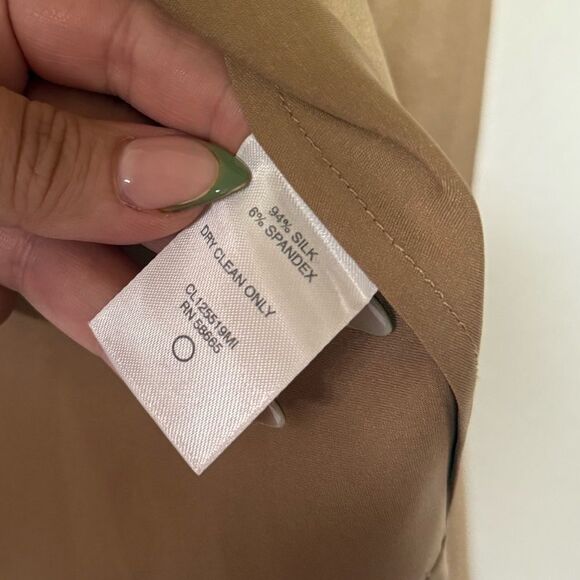 94% SILK
6% SPANDEX
DRY CLEAN ONLY
CL125519MI
RN 58665